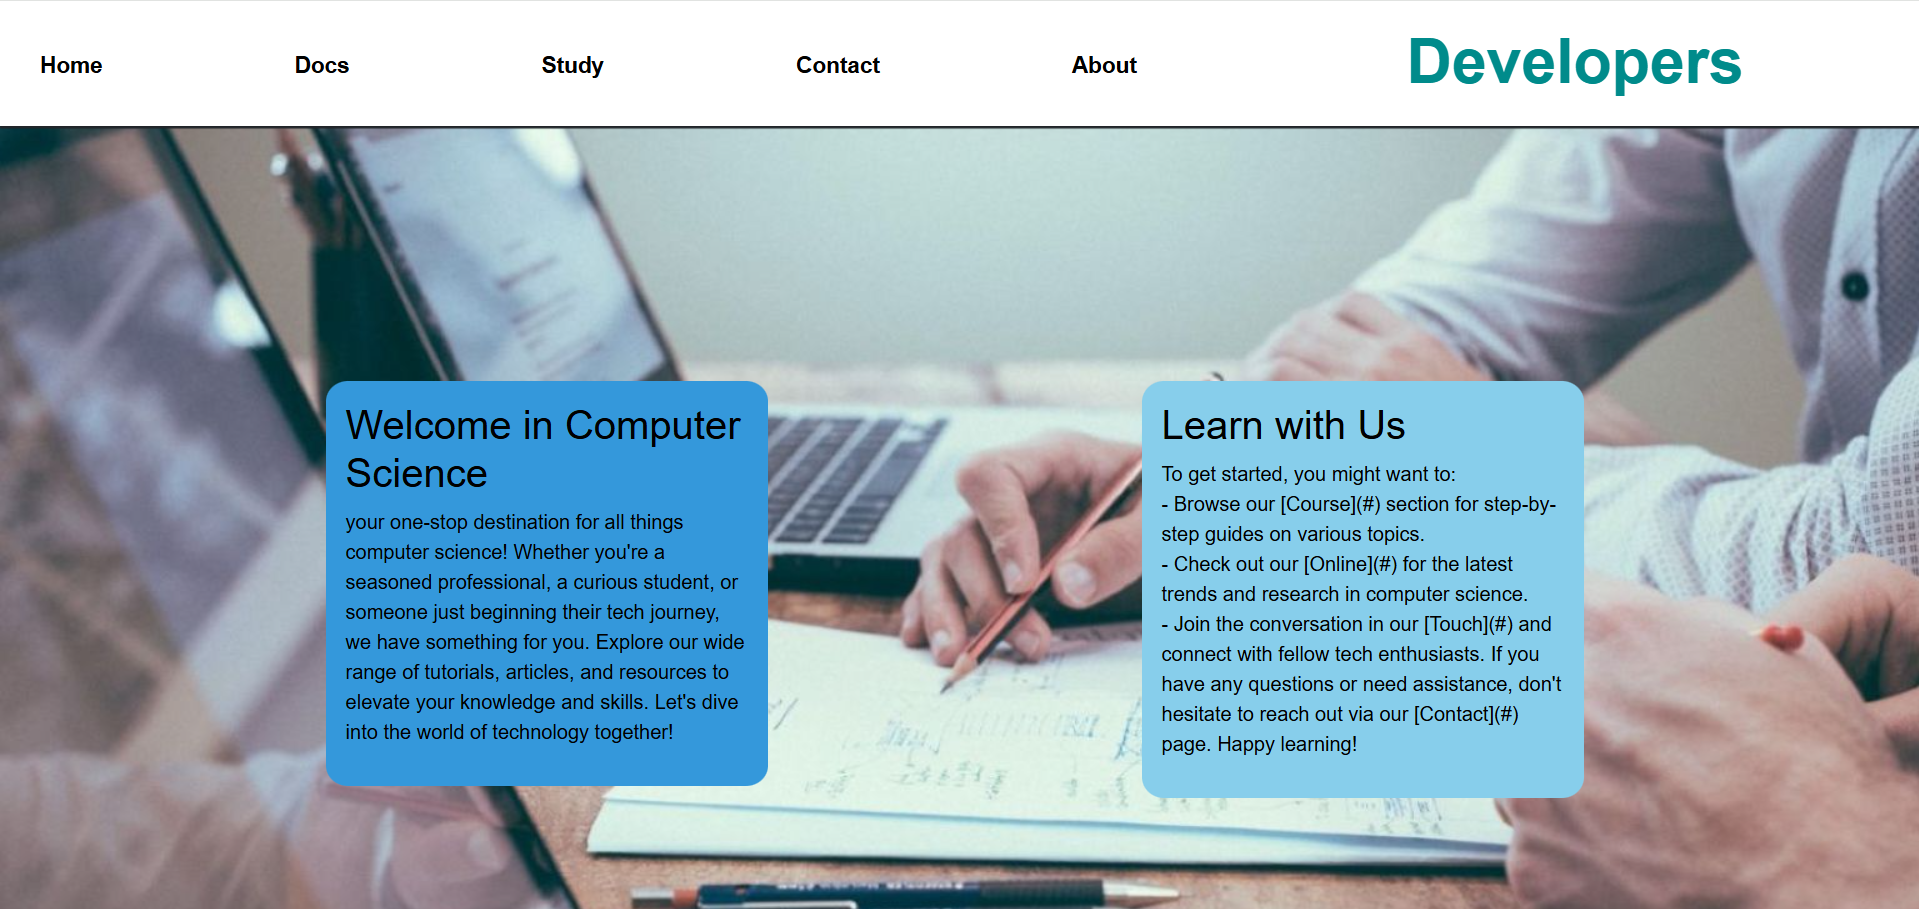 Home Docs Study Contact About Developers
Welcome in Computer
Science
your one-stop destination for all things
computer science! Whether you're a
seasoned professional, a curious student, or
someone just beginning their tech journey,
we have something for you. Explore our wide
range of tutorials, articles, and resources to
elevate your knowledge and skills. Let's dive
into the world of technology together!
Learn with Us
To get started, you might want to:
- Browse our [Course](#) section for step-by-
step guides on various topics.
- Check out our [Online](#) for the latest
trends and research in computer science.
- Join the conversation in our [Touch](#) and
connect with fellow tech enthusiasts. If you
have any questions or need assistance, don't
hesitate to reach out via our [Contact](#)
page. Happy learning!